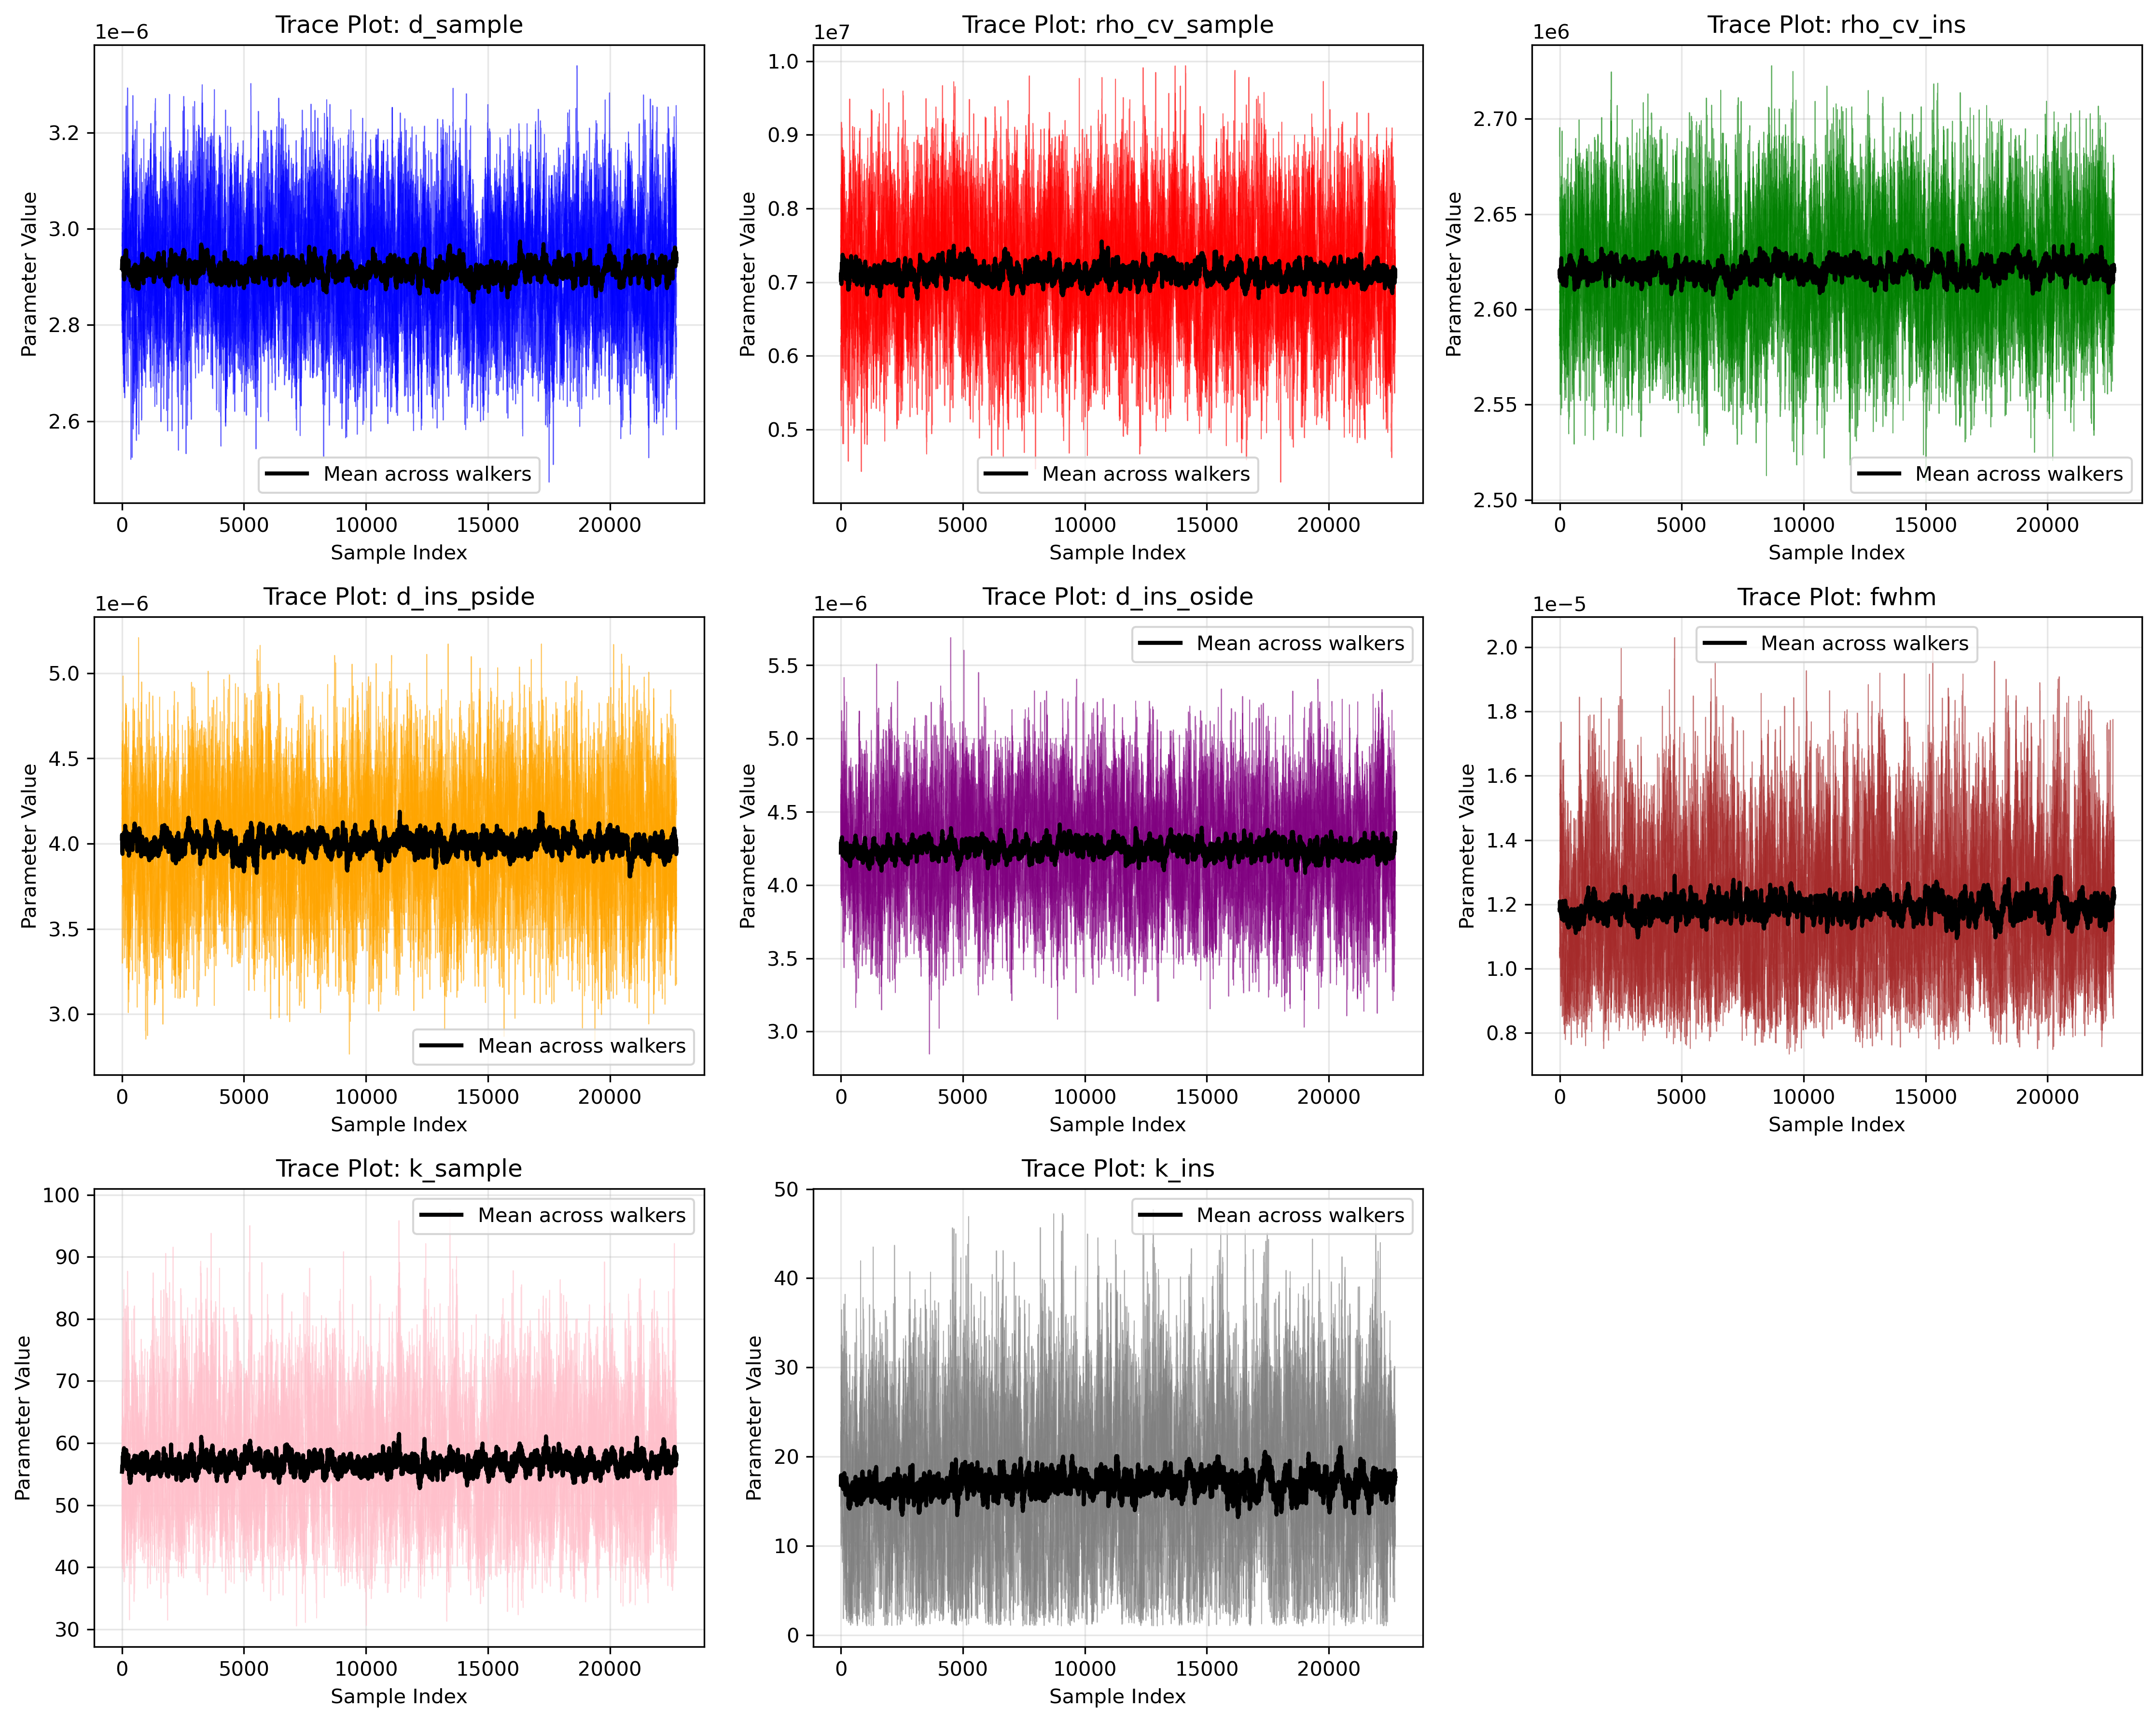 Trace Plot: d_sample
1e−6
Parameter Value
3.2
3.0
2.8
2.6
Mean across walkers
0 5000 10000 15000 20000
Sample Index
Trace Plot: rho_cv_sample
1e7
Parameter Value
1.0
0.9
0.8
0.7
0.6
0.5
Mean across walkers
0 5000 10000 15000 20000
Sample Index
Trace Plot: rho_cv_ins
1e6
Parameter Value
2.70
2.65
2.60
2.55
2.50
Mean across walkers
0 5000 10000 15000 20000
Sample Index
Trace Plot: d_ins_pside
1e−6
Parameter Value
5.0
4.5
4.0
3.5
3.0
Mean across walkers
0 5000 10000 15000 20000
Sample Index
Trace Plot: d_ins_oside
1e−6
Mean across walkers
Parameter Value
5.5
5.0
4.5
4.0
3.5
3.0
0 5000 10000 15000 20000
Sample Index
Trace Plot: fwhm
1e−5
Mean across walkers
Parameter Value
2.0
1.8
1.6
1.4
1.2
1.0
0.8
0 5000 10000 15000 20000
Sample Index
Trace Plot: k_sample
Mean across walkers
Parameter Value
100
90
80
70
60
50
40
30
0 5000 10000 15000 20000
Sample Index
Trace Plot: k_ins
Mean across walkers
Parameter Value
50
40
30
20
10
0
0 5000 10000 15000 20000
Sample Index